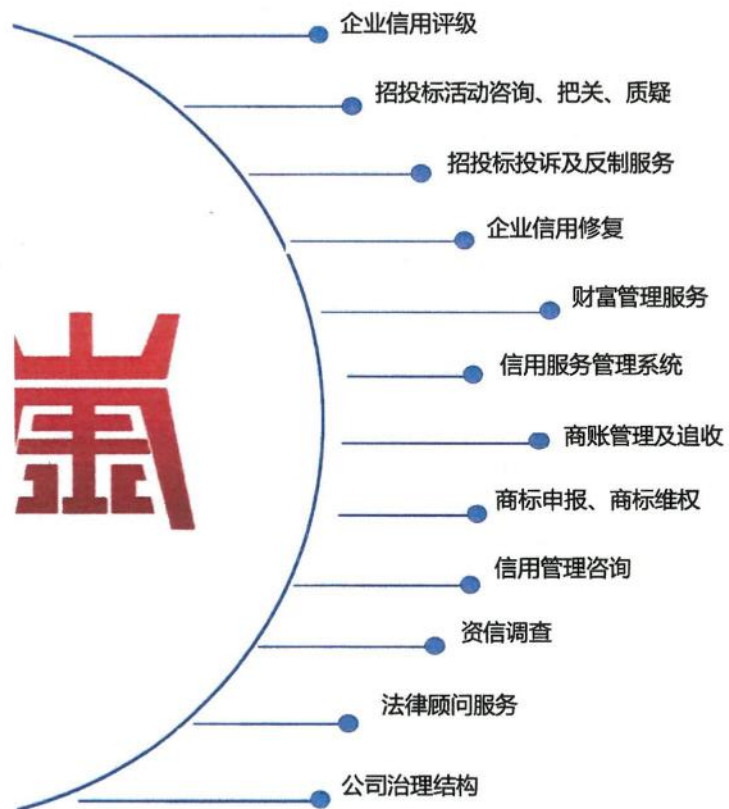 企业信用评级
招投标活动咨询、把关、质疑
招投标投诉及反制服务
企业信用修复
财富管理服务
信用服务管理系统
商账管理及追收
商标申报、商标维权
信用管理咨询
资信调查
法律顾问服务
公司治理结构